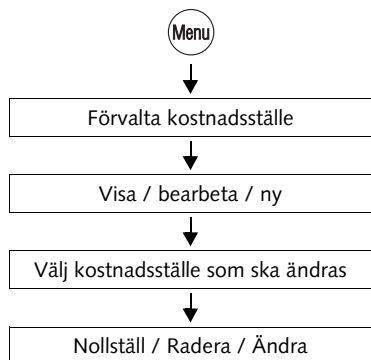 Menu
Förvalta kostnadsställe
Visa / bearbeta / ny
Välj kostnadsställe som ska ändras
Nollställ / Radera / Ändra